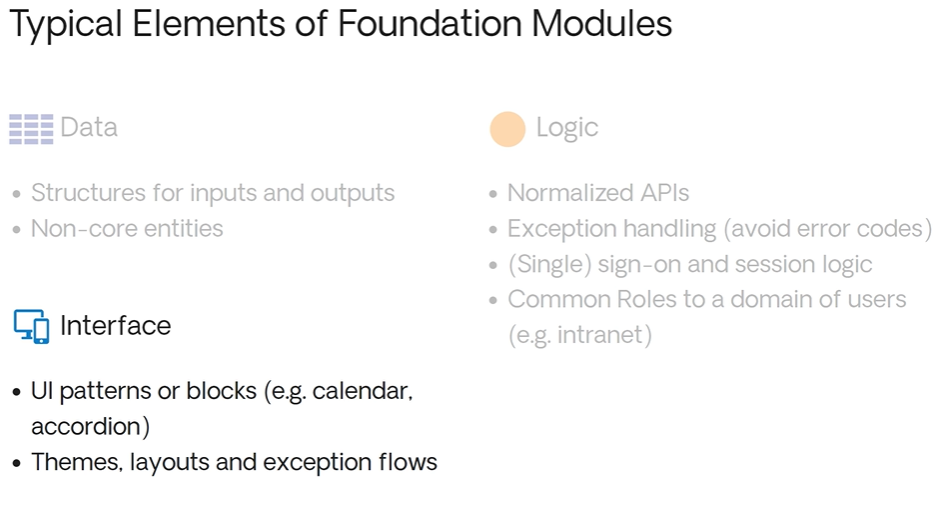 Typical Elements of Foundation Modules
Data
• Structures for inputs and outputs
• Non-core entities
Interface
• UI patterns or blocks (e.g. calendar,
accordion)
• Themes, layouts and exception flows
Logic
• Normalized APIs
• Exception handling (avoid error codes)
• (Single) sign-on and session logic
• Common Roles to a domain of users
(e.g. intranet)